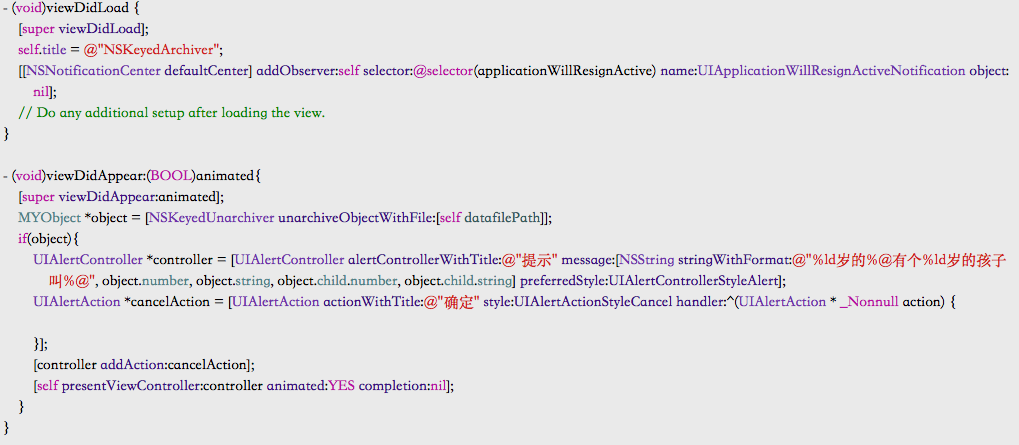 - (void)viewDidLoad {
[super viewDidLoad];
self.title = @"NSKeyedArchiver";
[[NSNotificationCenter defaultCenter] addObserver:self selector:@selector(applicationWillResignActive) name:UIApplicationWillResignActiveNotification object:
nil];
// Do any additional setup after loading the view.
}
- (void)viewDidAppear:(BOOL)animated{
[super viewDidAppear:animated];
MYObject *object = [NSKeyedUnarchiver unarchiveObjectWithFile:[self datafilePath]];
if(object){
UIAlertController *controller = [UIAlertController alertControllerWithTitle:@"提示" message:[NSString stringWithFormat:@"%ld岁的%@有个%ld岁的孩子
叫%@", object.number, object.string, object.child.number, object.child.string] preferredStyle:UIAlertControllerStyleAlert];
UIAlertAction *cancelAction = [UIAlertAction actionWithTitle:@"确定" style:UIAlertActionStyleCancel handler:^(UIAlertAction * _Nonnull action) {
}];
[controller addAction:cancelAction];
[self presentViewController:controller animated:YES completion:nil];
}
}